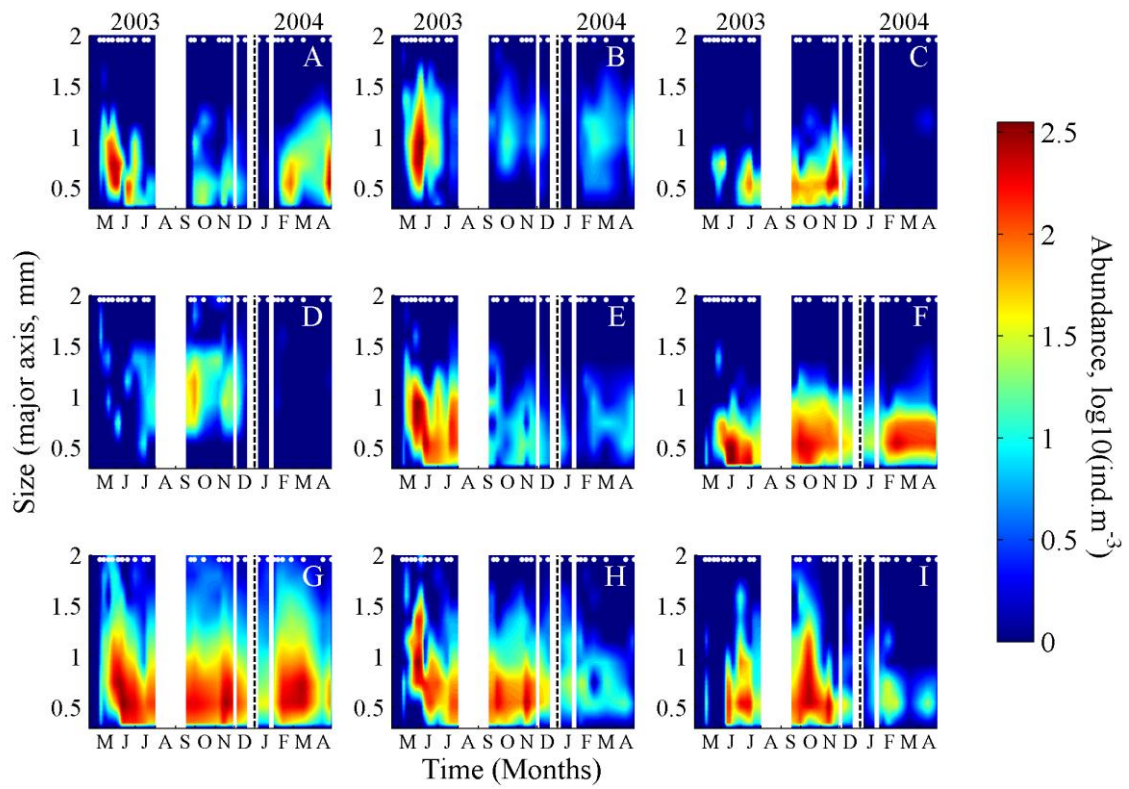 2003 2004 2003 2004 2003 2004
2 A 2 B 2 C
1.5 1.5 1.5
1 1 1
0.5 0.5 0.5
M J J A S O N D J F M A M J J A S O N D J F M A M J J A S O N D J F M A
2 D 2 E 2 F
1.5 1.5 1.5
1 1 1
0.5 0.5 0.5
M J J A S O N D J F M A M J J A S O N D J F M A M J J A S O N D J F M A
2 G 2 H 2 I
1.5 1.5 1.5
1 1 1
0.5 0.5 0.5
M J J A S O N D J F M A M J J A S O N D J F M A M J J A S O N D J F M A
Time (Months)
Size (major axis, mm)
2.5
2
1.5
1
0.5
0
Abundance, log10(ind.m⁻³)